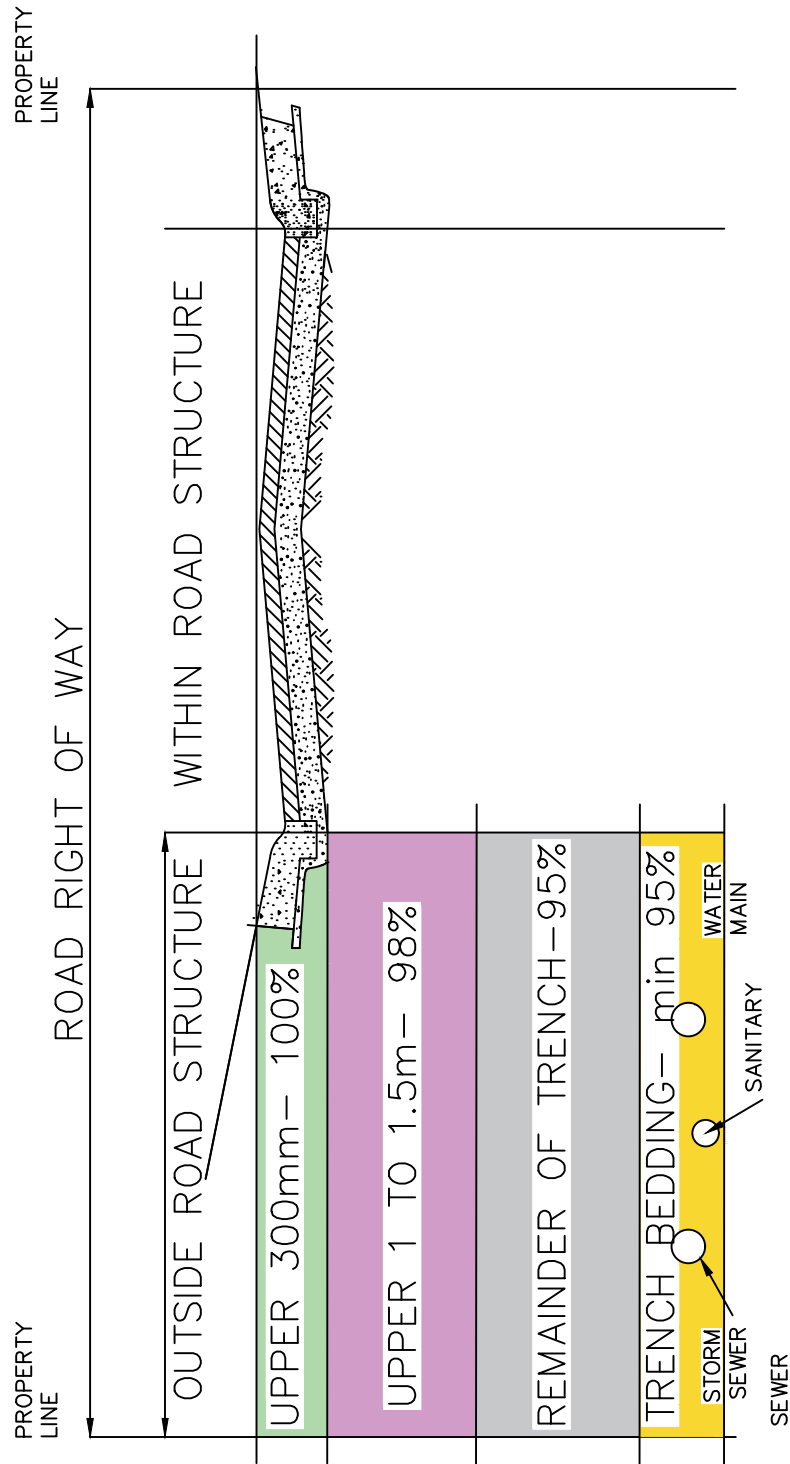 PROPERTY
LINE
PROPERTY
LINE
ROAD RIGHT OF WAY
OUTSIDE ROAD STRUCTURE
WITHIN ROAD STRUCTURE
UPPER 300mm- 100%
UPPER 1 TO 1.5m- 98%
REMAINDER OF TRENCH-95%
TRENCH BEDDING- min 95%
STORM
SEWER
WATER
MAIN
SANITARY
SEWER